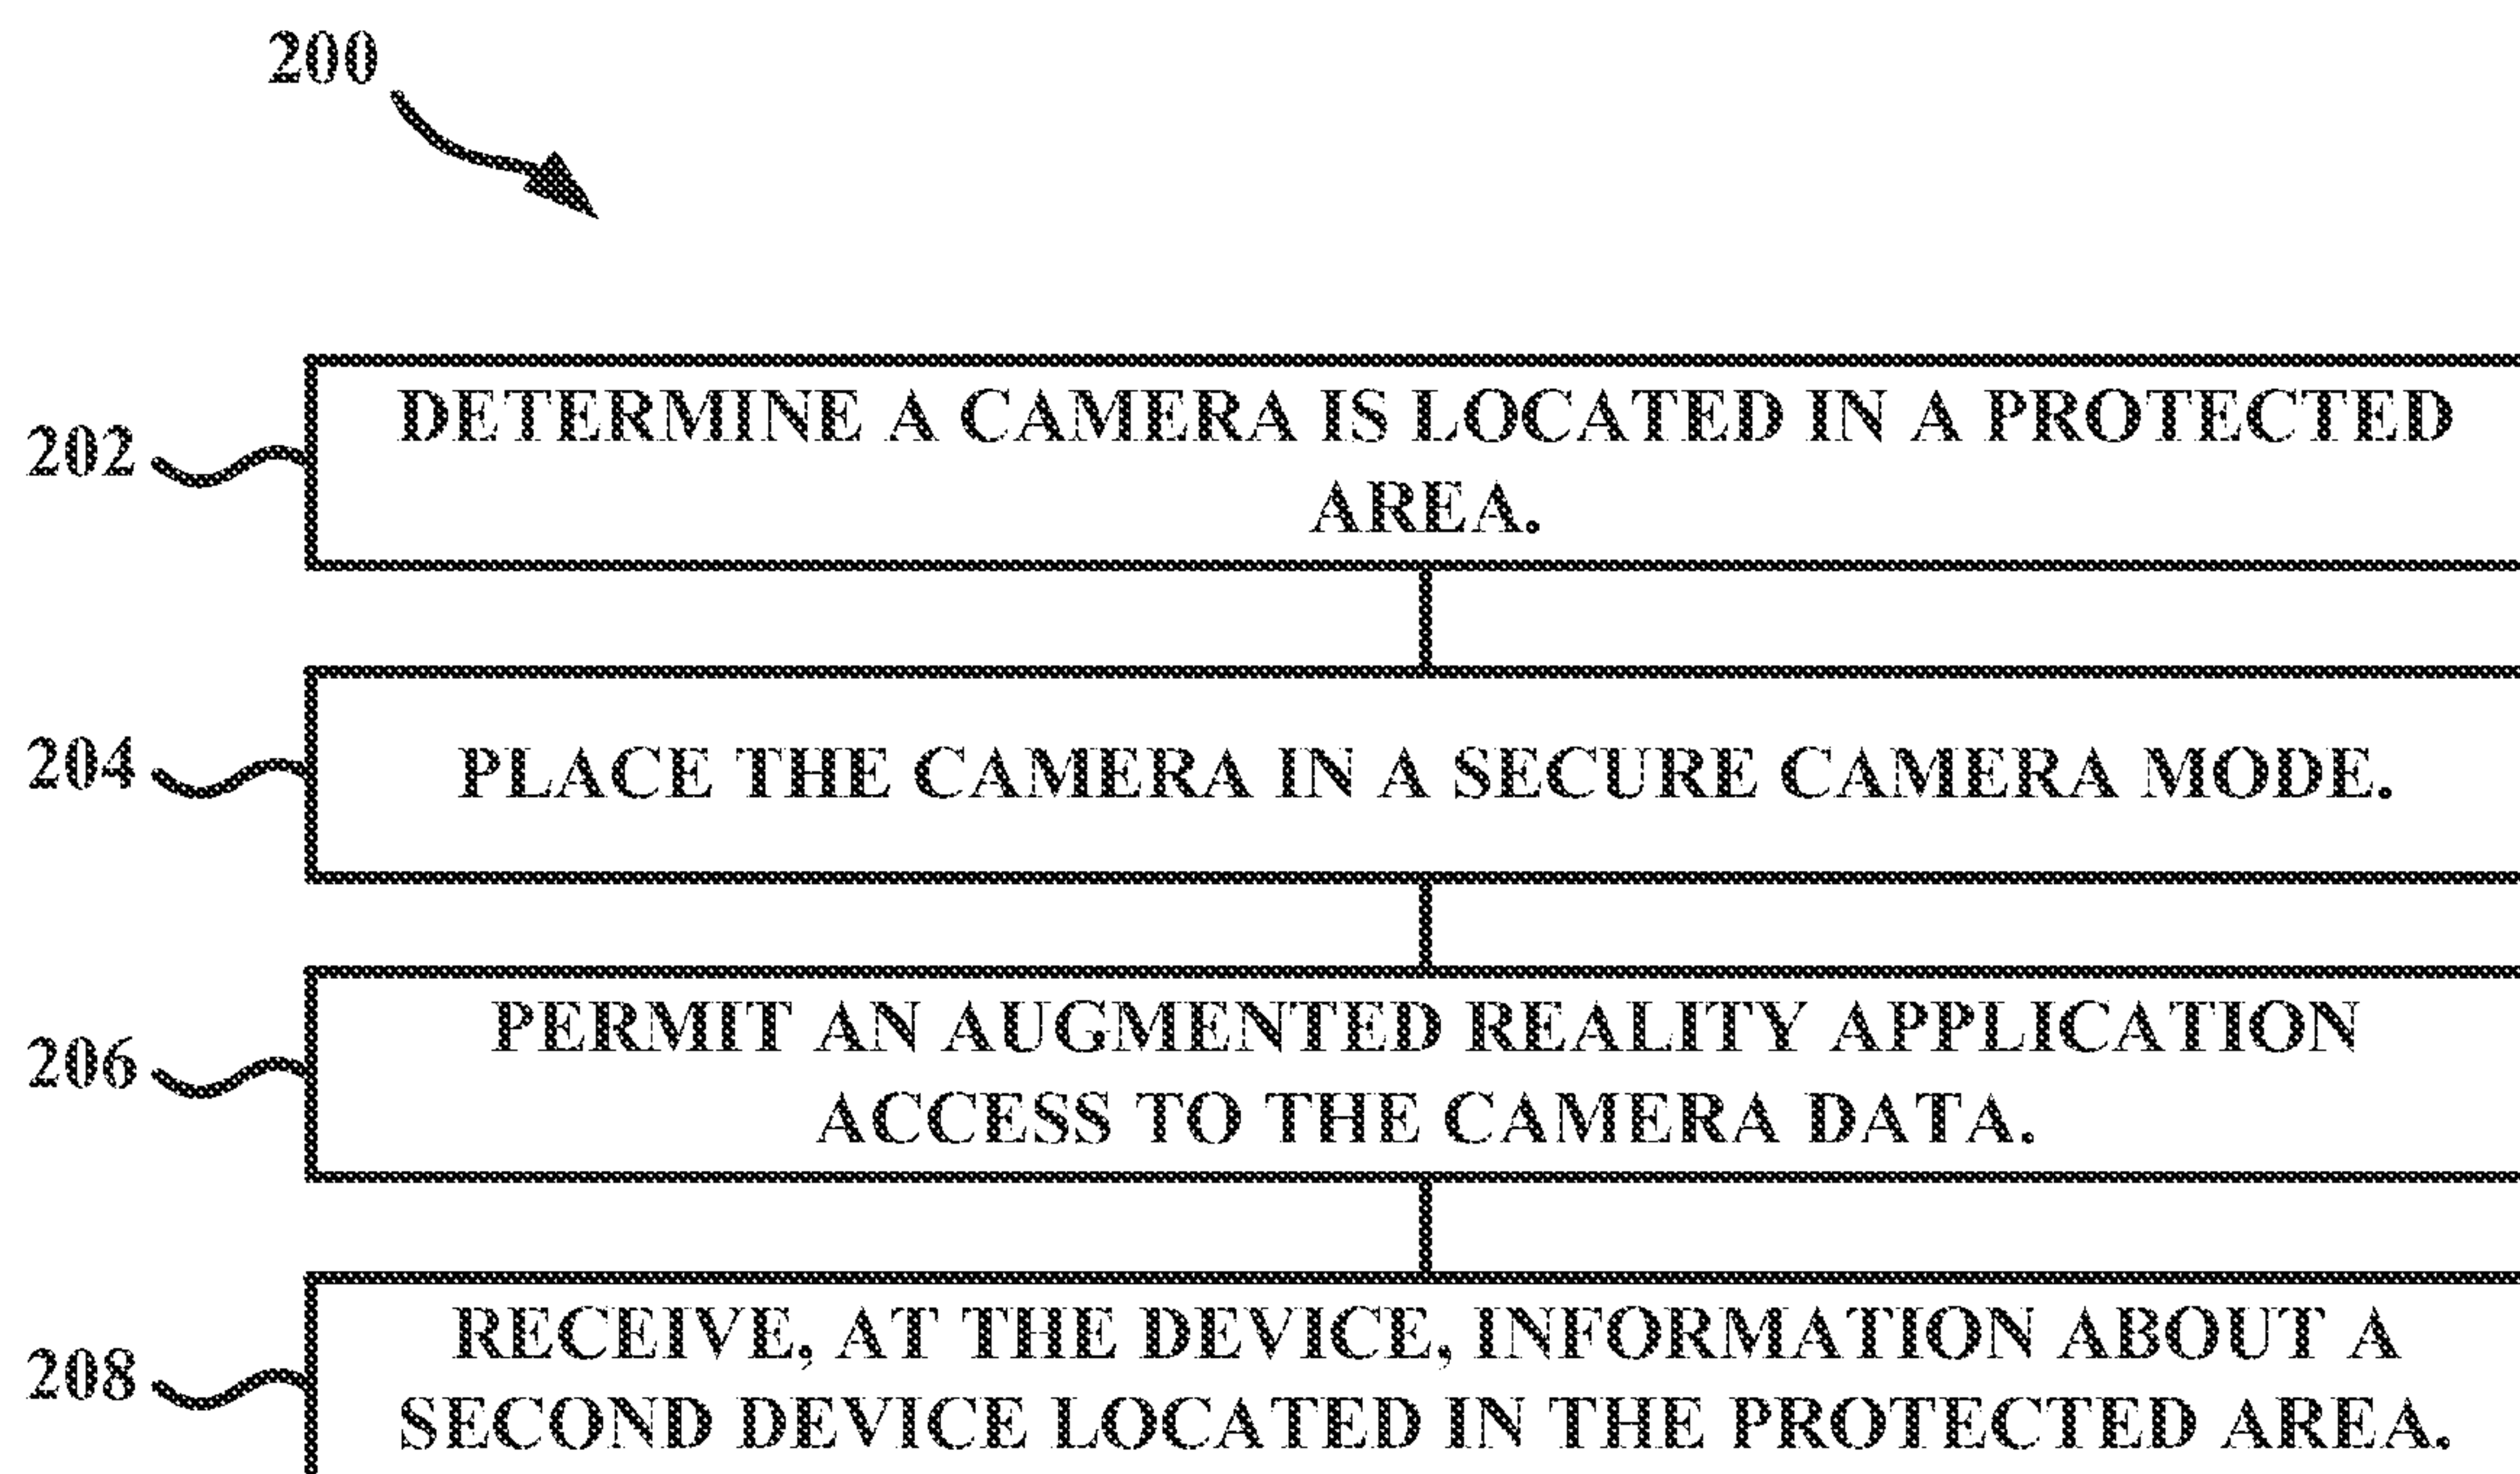 200
202
DETERMINE A CAMERA IS LOCATED IN A PROTECTED
AREA.
204
PLACE THE CAMERA IN A SECURE CAMERA MODE.
206
PERMIT AN AUGMENTED REALITY APPLICATION
ACCESS TO THE CAMERA DATA.
208
RECEIVE, AT THE DEVICE, INFORMATION ABOUT A
SECOND DEVICE LOCATED IN THE PROTECTED AREA.